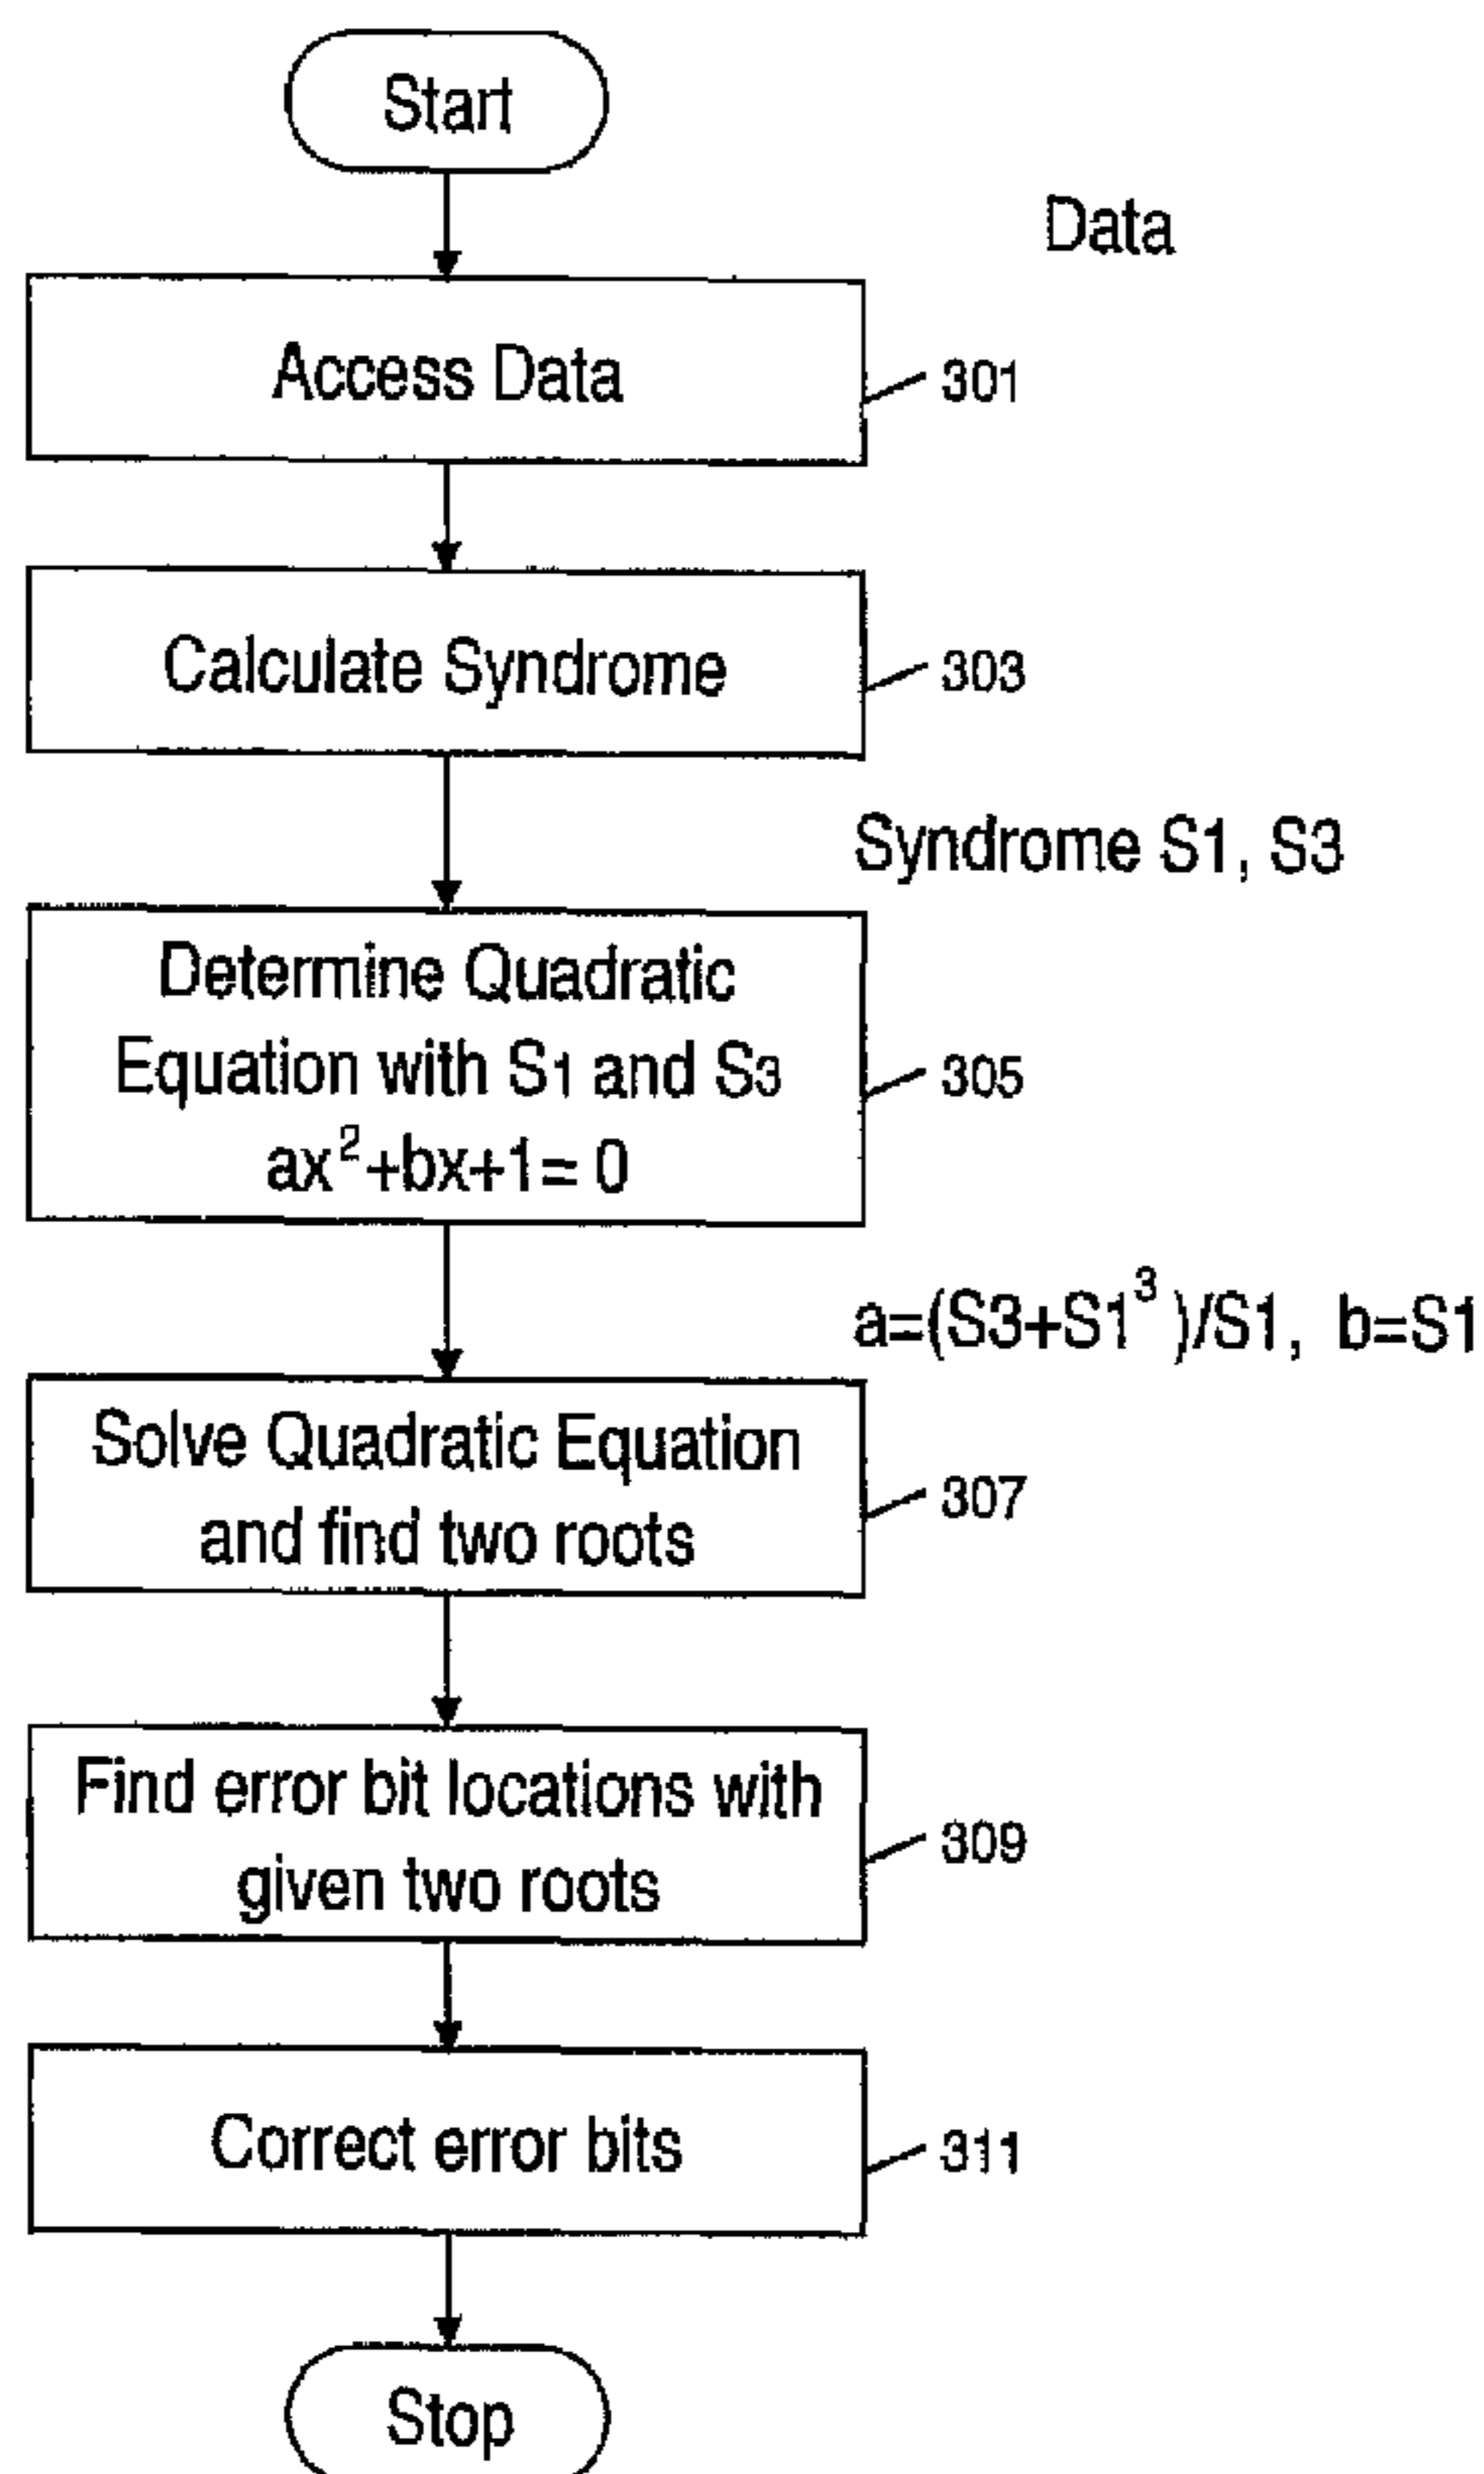 Start
Data
Access Data
301
Calculate Syndrome
303
Syndrome S1, S3
Determine Quadratic
Equation with S1 and S3
ax²+bx+1= 0
305
a=(S3+S1³)/S1, b=S1
Solve Quadratic Equation
and find two roots
307
Find error bit locations with
given two roots
309
Correct error bits
311
Stop